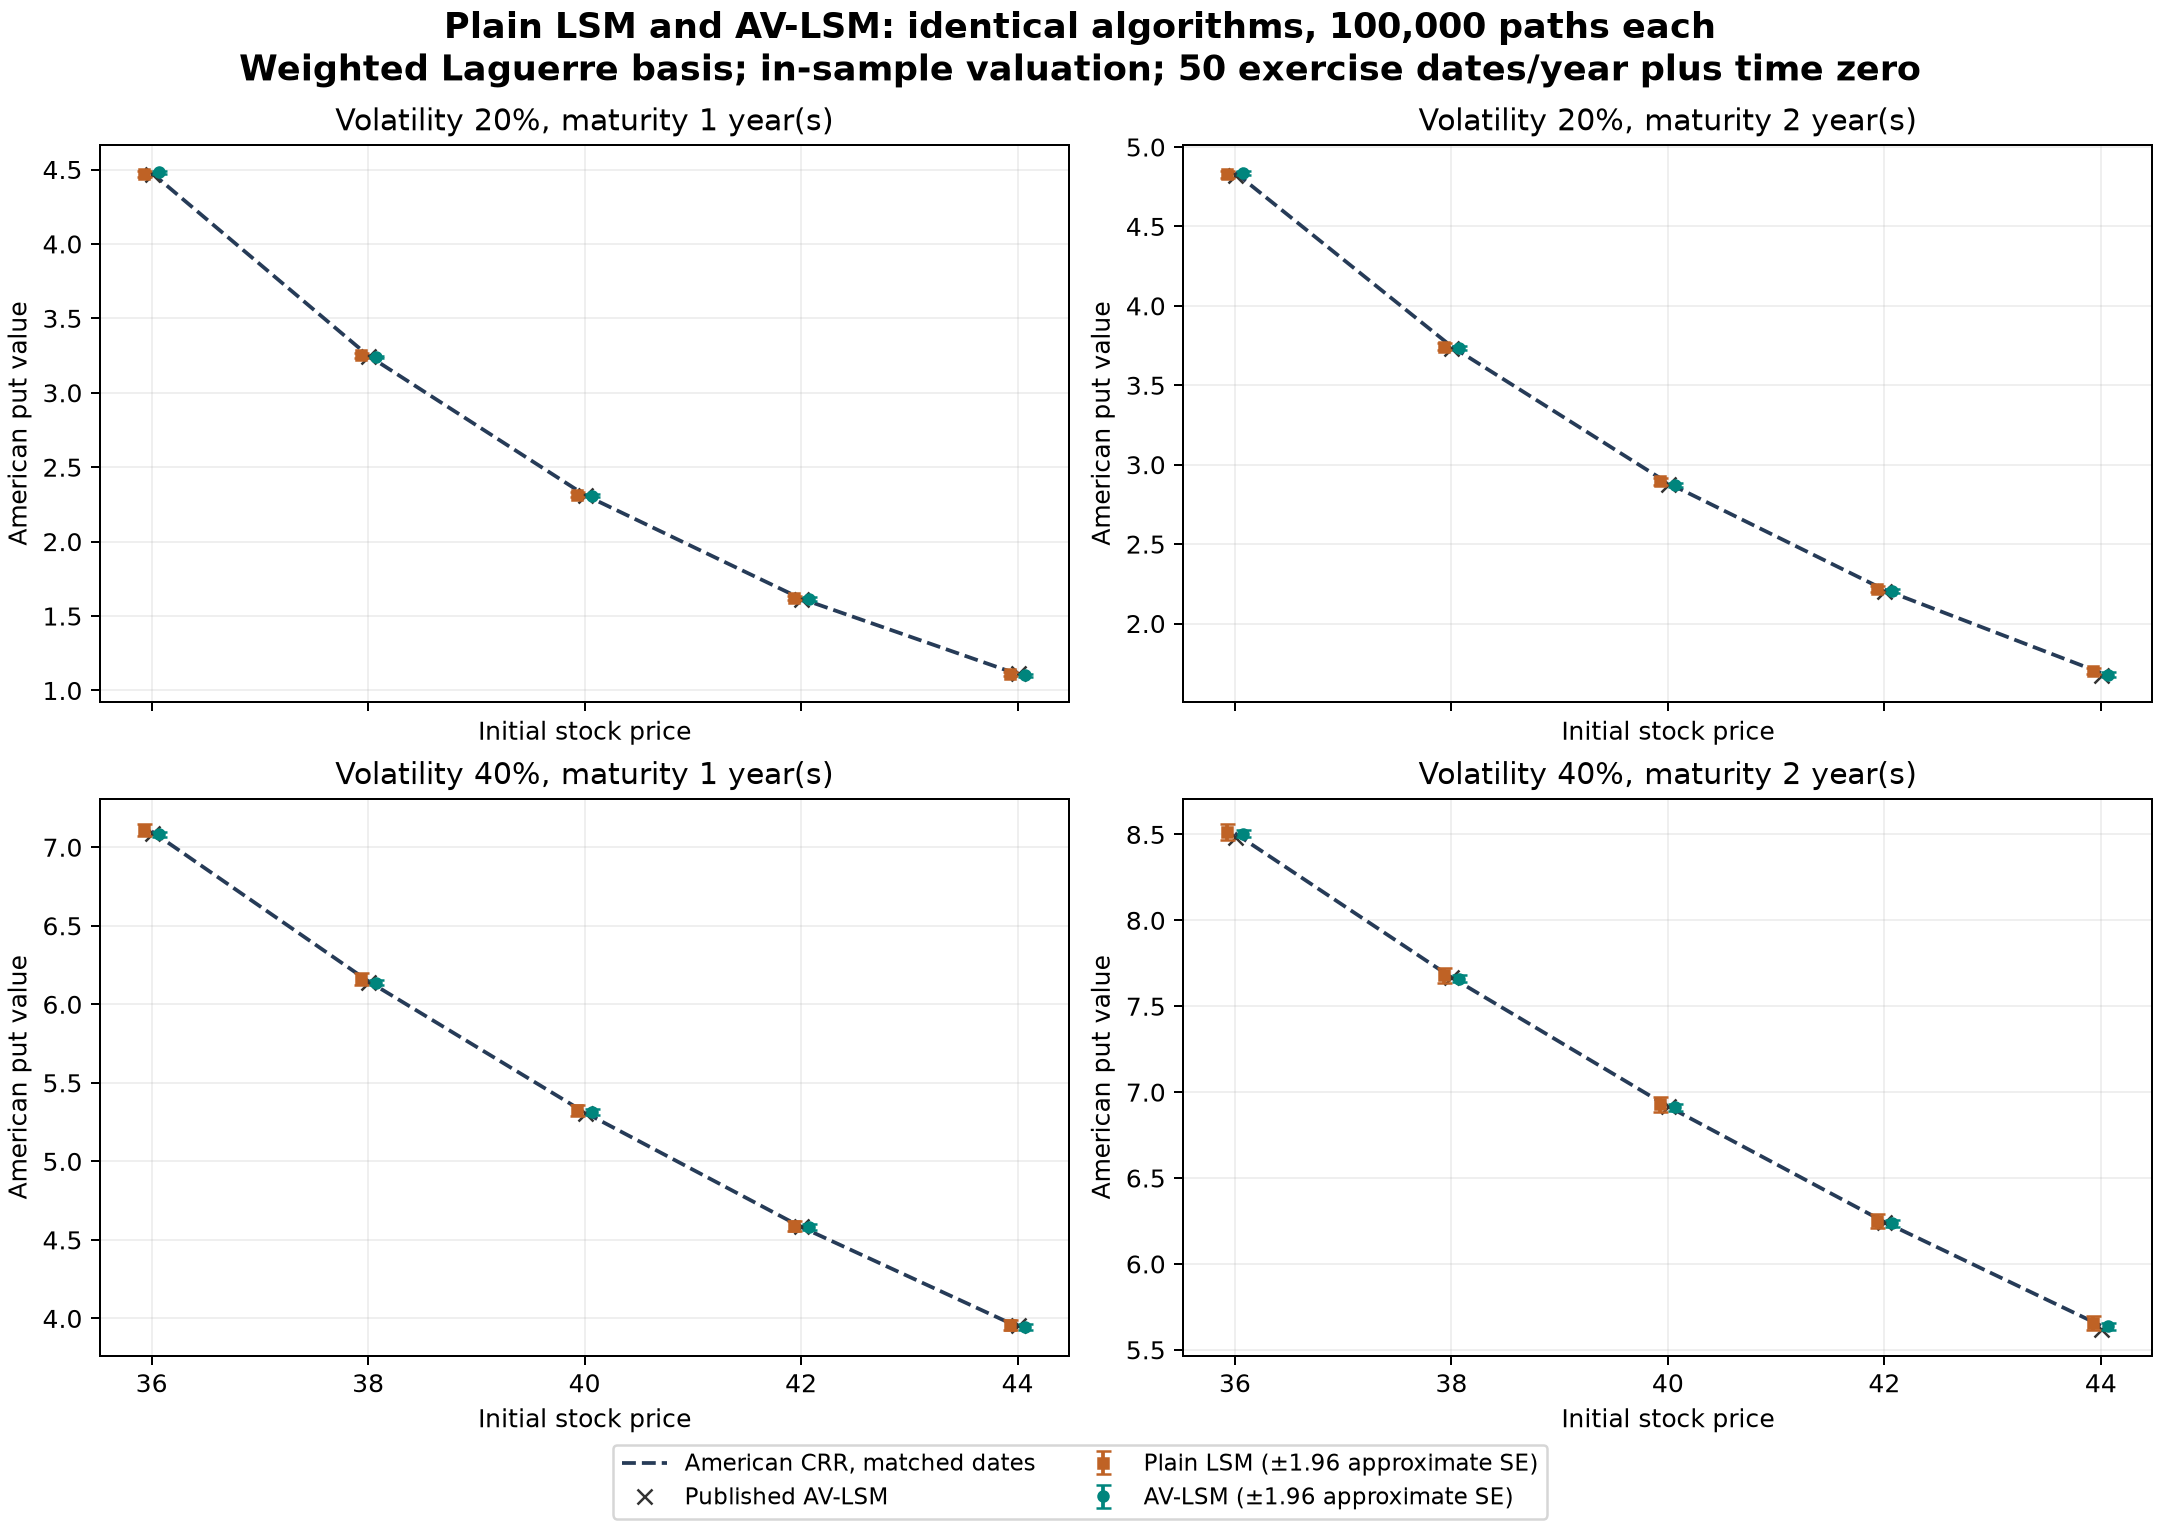 Plain LSM and AV-LSM: identical algorithms, 100,000 paths each
Weighted Laguerre basis; in-sample valuation; 50 exercise dates/year plus time zero
Volatility 20%, maturity 1 year(s)
American put value
4.5
4.0
3.5
3.0
2.5
2.0
1.5
1.0
Initial stock price
Volatility 20%, maturity 2 year(s)
American put value
5.0
4.5
4.0
3.5
3.0
2.5
2.0
Initial stock price
Volatility 40%, maturity 1 year(s)
American put value
7.0
6.5
6.0
5.5
5.0
4.5
4.0
36 38 40 42 44
Initial stock price
Volatility 40%, maturity 2 year(s)
American put value
8.5
8.0
7.5
7.0
6.5
6.0
5.5
36 38 40 42 44
Initial stock price
American CRR, matched dates
Published AV-LSM
Plain LSM (±1.96 approximate SE)
AV-LSM (±1.96 approximate SE)